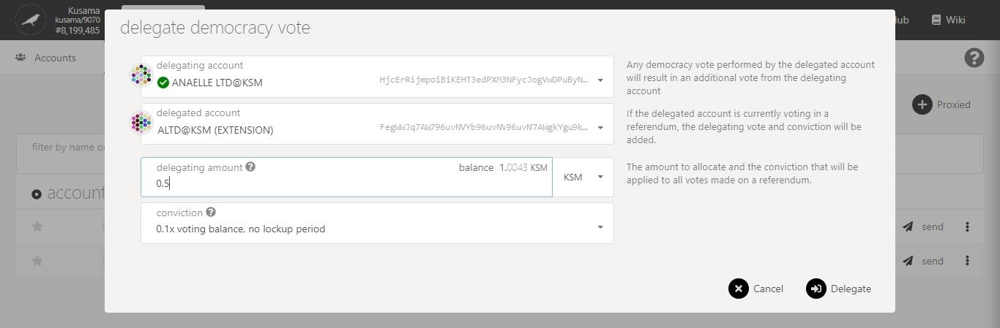 Kusama
kusama/9070
#8,199,485
Wiki
Accounts
delegate democracy vote
delegating account
ANAELLE LTD@KSM
HjcErRijmpoiBiKEHT3edPXM3NFycJogVwDPuByN…
Any democracy vote performed by the delegated account
will result in an additional vote from the delegating
account
delegated account
ALTD@KSM (EXTENSION)
FegWWJq7AW796uvNVYb96uvNv96uvN7AWgkYgu9k…
If the delegated account is currently voting in a
referendum, the delegating vote and conviction will be
added.
Proxied
filter by name o
delegating amount
balance 1.0043 KSM
0.5
KSM
The amount to allocate and the conviction that will be
applied to all votes made on a referendum.
account
conviction
0.1x voting balance, no lockup period
send
send
Cancel
Delegate